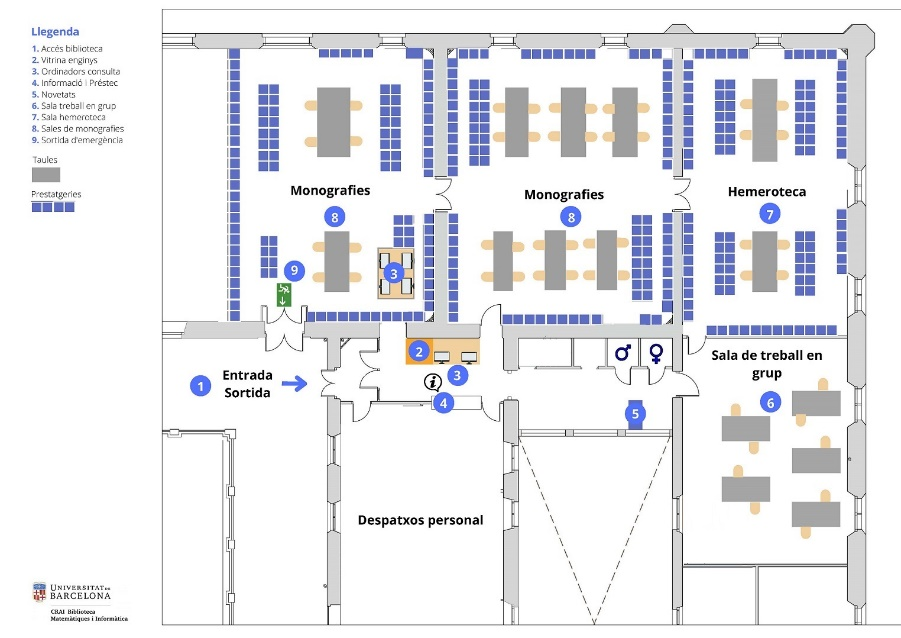 Llegenda
1. Accés biblioteca
2. Vitrina enginys
3. Ordinadors consulta
4. Informació i Préstec
5. Novetats
6. Sala treball en grup
7. Sala hemeroteca
8. Sales de monografies
9. Sortida d'emergència
Taules
Prestatgeries
Monografies
8
Monografies
8
Hemeroteca
7
9
3
1
Entrada
Sortida
2
3
i
4
5
Sala de treball en
grup
6
Despatxos personal
UNIVERSITAT DE
BARCELONA
CRAI Biblioteca
Matemàtiques i Informàtica